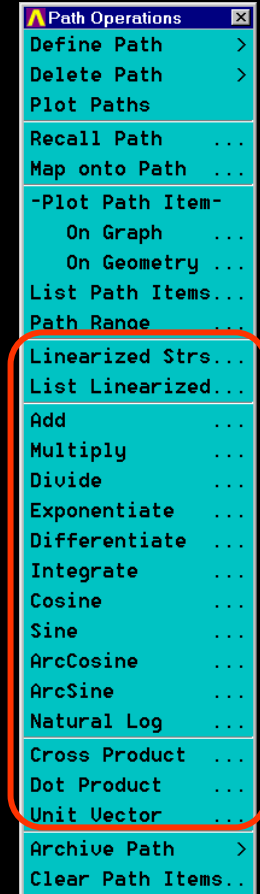 Path Operations
Define Path >
Delete Path >
Plot Paths
Recall Path ...
Map onto Path ...
-Plot Path Item-
On Graph ...
On Geometry ...
List Path Items...
Path Range ...
Linearized Strs...
List Linearized...
Add ...
Multiply ...
Divide ...
Exponentiate ...
Differentiate ...
Integrate ...
Cosine ...
Sine ...
ArcCosine ...
ArcSine ...
Natural Log ...
Cross Product ...
Dot Product ...
Unit Vector ...
Archive Path >
Clear Path Items..